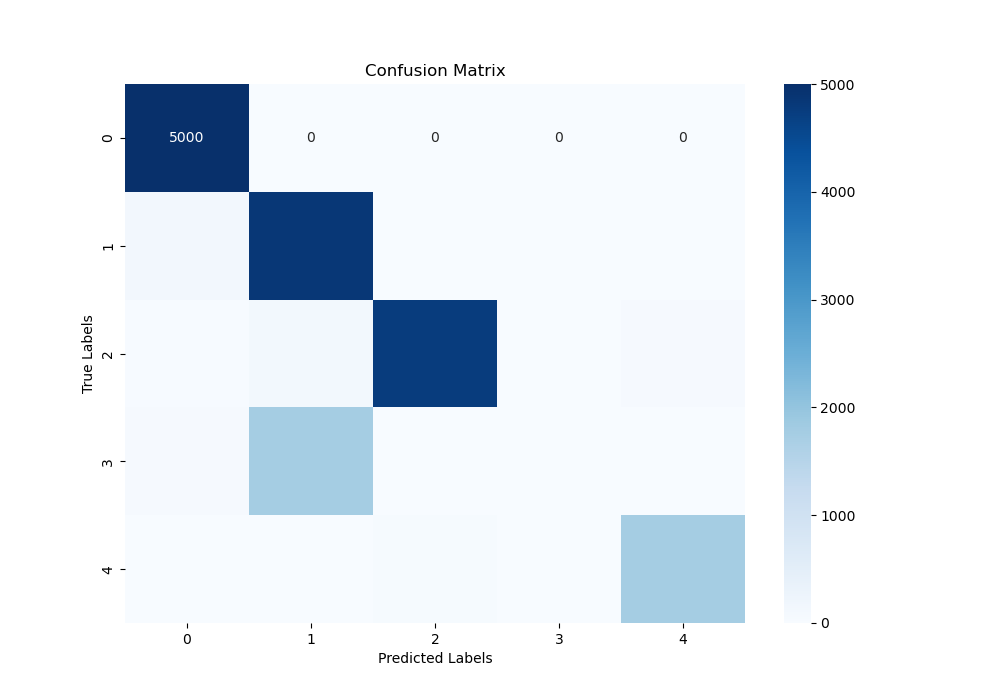 Confusion Matrix
True Labels
0
5000 0 0 0 0
1
2
3
4
0 1 2 3 4
Predicted Labels
5000
4000
3000
2000
1000
0